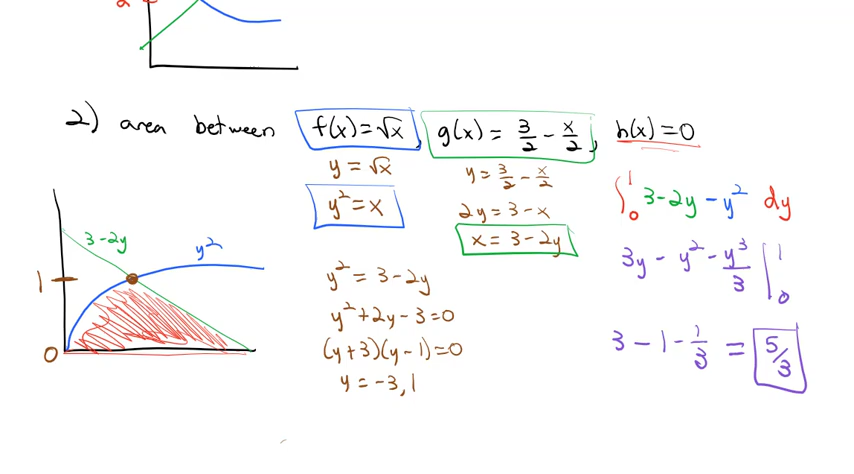 2
2) area between f(x) = √x, g(x) = 3/2 - x/2, h(x) = 0
y = √x
y² = x
y = 3/2 - x/2
2y = 3 - x
x = 3 - 2y
3 - 2y
y²
1
0
y² = 3 - 2y
y² + 2y - 3 = 0
(y + 3)(y - 1) = 0
y = -3, 1
∫₀¹ 3 - 2y - y² dy
3y - y² - y³/3 |₀¹
3 - 1 - 1/3 = 5/3